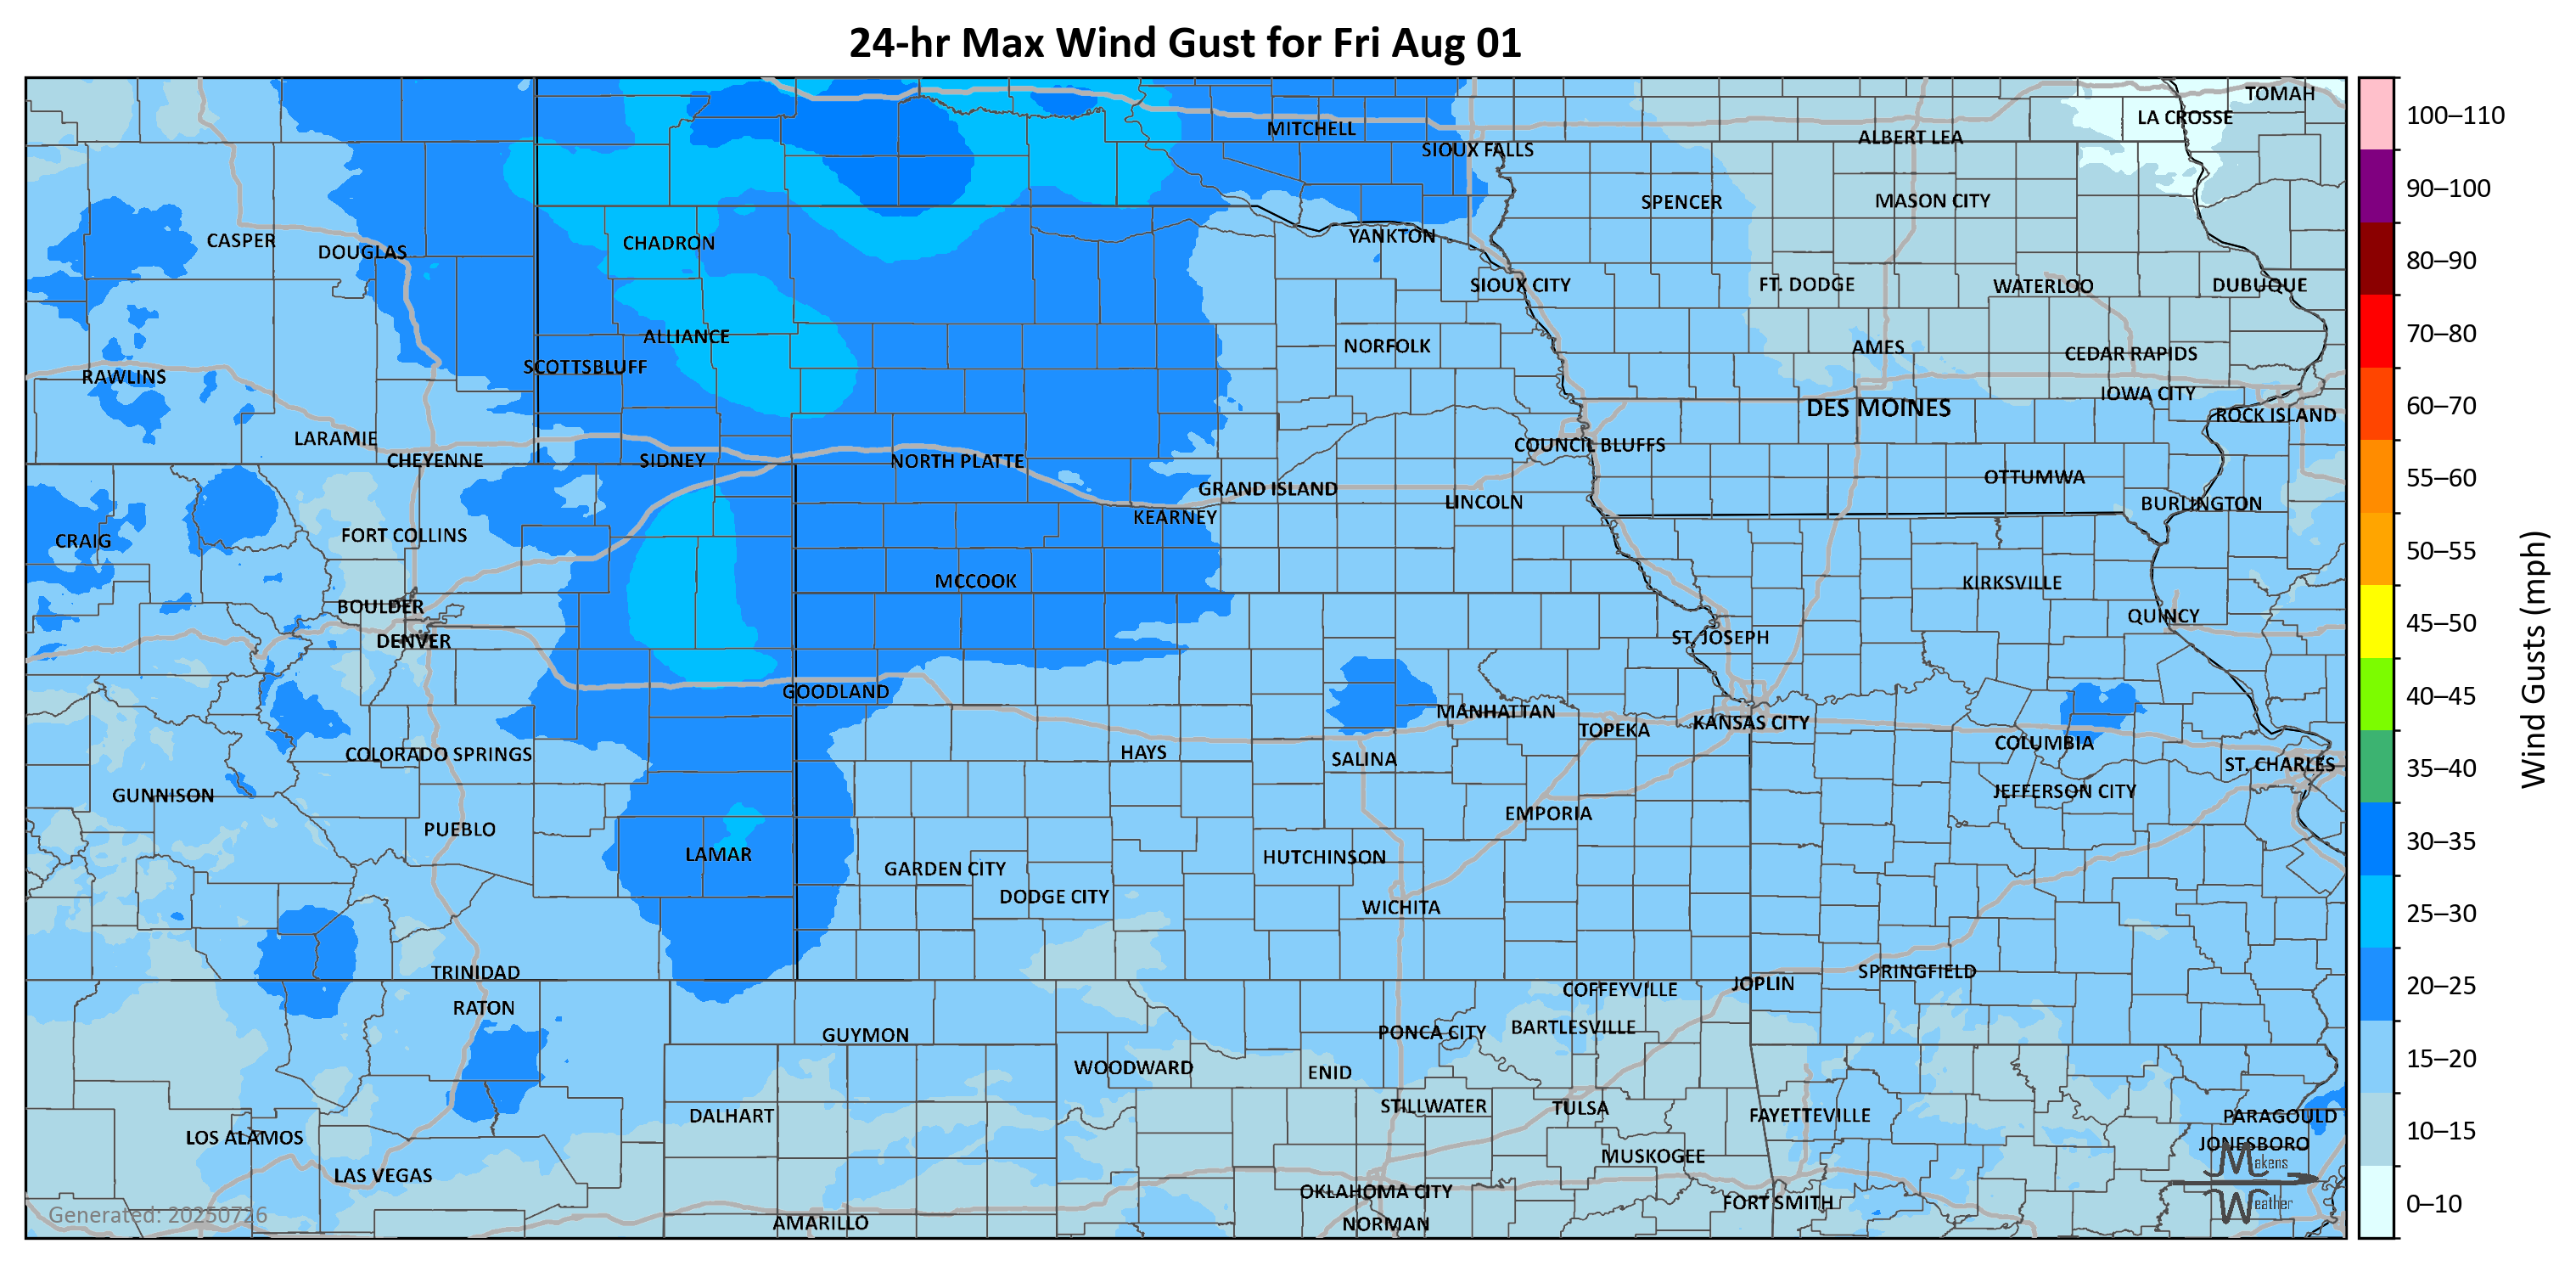 24-hr Max Wind Gust for Fri Aug 01
TOMAH
LA CROSSE
MITCHELL
ALBERT LEA
SIOUX FALLS
SPENCER
MASON CITY
CASPER
DOUGLAS
CHADRON
YANKTON
SIOUX CITY
FT. DODGE
WATERLOO
DUBUQUE
ALLIANCE
NORFOLK
AMES
CEDAR RAPIDS
SCOTTSBLUFF
RAWLINS
IOWA CITY
DES MOINES
ROCK ISLAND
LARAMIE
COUNCIL BLUFFS
CHEYENNE
SIDNEY
NORTH PLATTE
OTTUMWA
GRAND ISLAND
LINCOLN
BURLINGTON
KEARNEY
CRAIG
FORT COLLINS
MCCOOK
KIRKSVILLE
BOULDER
QUINCY
DENVER
ST. JOSEPH
GOODLAND
MANHATTAN
TOPEKA
KANSAS CITY
COLUMBIA
COLORADO SPRINGS
HAYS
SALINA
ST. CHARLES
GUNNISON
JEFFERSON CITY
EMPORIA
PUEBLO
LAMAR
HUTCHINSON
GARDEN CITY
DODGE CITY
WICHITA
TRINIDAD
SPRINGFIELD
JOPLIN
COFFEYVILLE
RATON
GUYMON
PONCA CITY
BARTLESVILLE
WOODWARD
ENID
DALHART
STILLWATER
TULSA
FAYETTEVILLE
PARAGOULD
LOS ALAMOS
JONESBORO
MUSKOGEE
LAS VEGAS
OKLAHOMA CITY
FORT SMITH
AMARILLO
NORMAN
Generated: 20250726
Makens
Weather
100–110
90–100
80–90
70–80
60–70
55–60
50–55
45–50
40–45
35–40
30–35
25–30
20–25
15–20
10–15
0–10
Wind Gusts (mph)